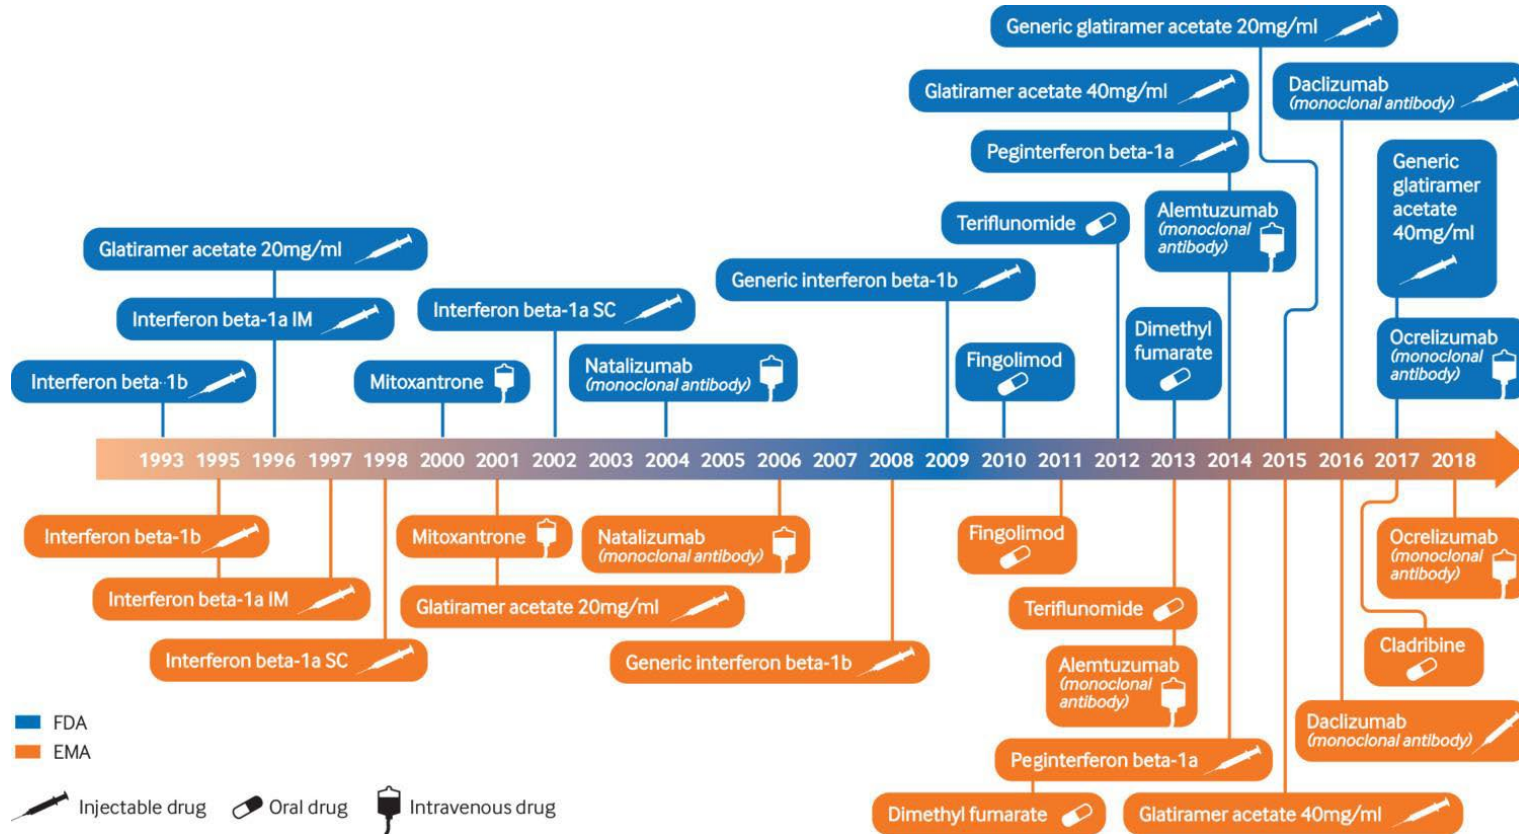 Generic glatiramer acetate 20mg/ml
Glatiramer acetate 40mg/ml
Daclizumab
(monoclonal antibody)
Peginterferon beta-1a
Generic
glatiramer
acetate
40mg/ml
Teriflunomide
Alemtuzumab
(monoclonal
antibody)
Glatiramer acetate 20mg/ml
Generic interferon beta-1b
Interferon beta-1a IM
Interferon beta-1a SC
Dimethyl
fumarate
Ocrelizumab
(monoclonal
antibody)
Interferon beta-1b
Mitoxantrone
Natalizumab
(monoclonal antibody)
Fingolimod
1993 1995 1996 1997 1998 2000 2001 2002 2003 2004 2005 2006 2007 2008 2009 2010 2011 2012 2013 2014 2015 2016 2017 2018
Interferon beta-1b
Mitoxantrone
Natalizumab
(monoclonal antibody)
Fingolimod
Ocrelizumab
(monoclonal
antibody)
Interferon beta-1a IM
Glatiramer acetate 20mg/ml
Teriflunomide
Interferon beta-1a SC
Generic interferon beta-1b
Alemtuzumab
(monoclonal
antibody)
Cladribine
Daclizumab
(monoclonal antibody)
Peginterferon beta-1a
Dimethyl fumarate
Glatiramer acetate 40mg/ml
FDA
EMA
Injectable drug
Oral drug
Intravenous drug